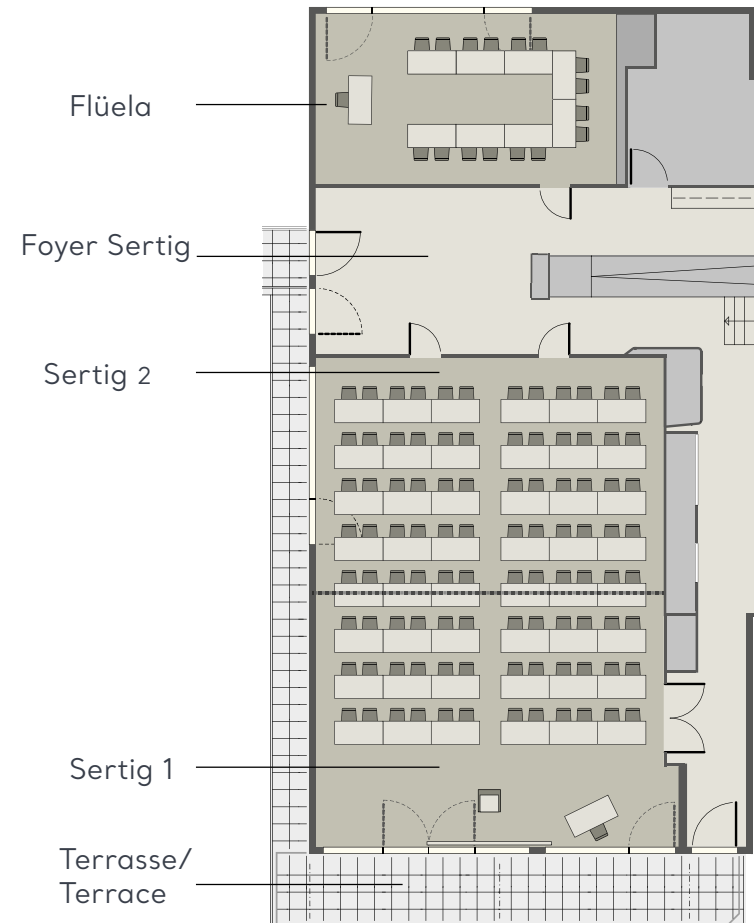 Flüela
Foyer Sertig
Sertig 2
Sertig 1
Terrasse/
Terrace